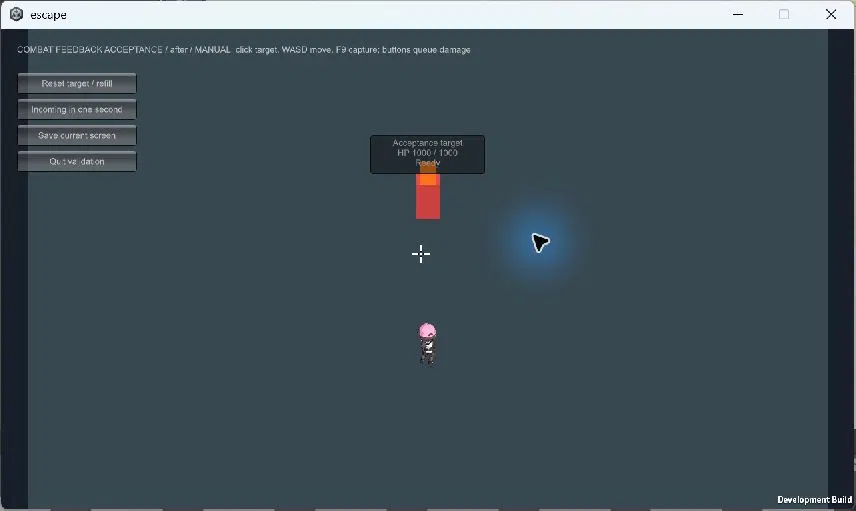 escape
COMBAT FEEDBACK ACCEPTANCE / after / MANUAL: click target, WASD move, F9 capture; buttons queue damage
Reset target / refill
Incoming in one second
Save current screen
Quit validation
Acceptance target
HP 1000 / 1000
Ready
Development Build